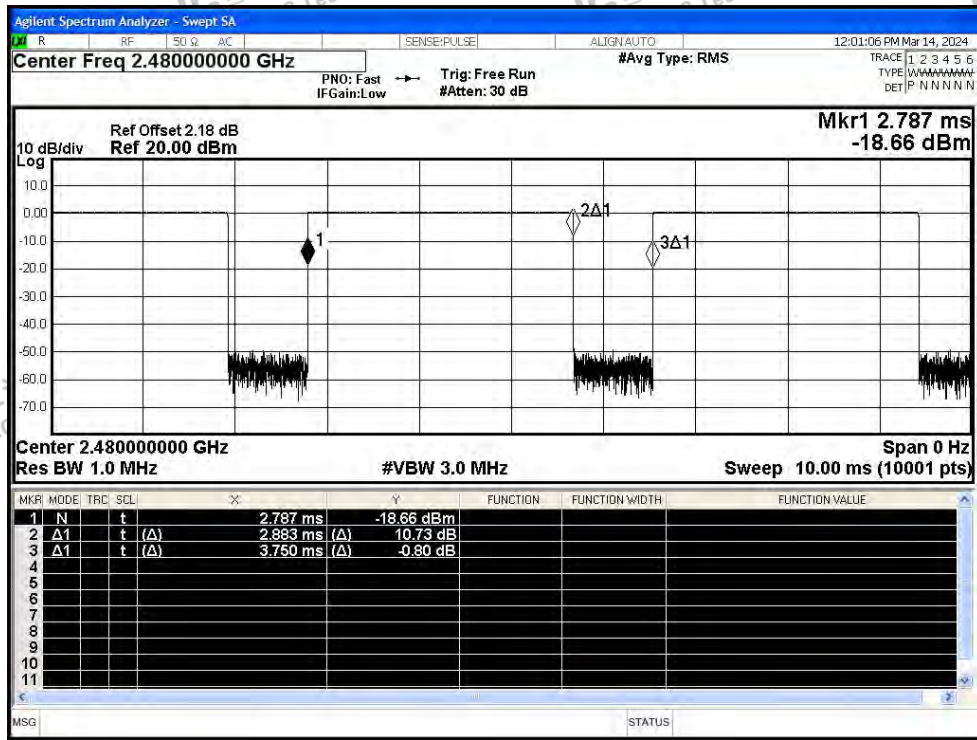 Agilent Spectrum Analyzer - Swept SA
LXI R RF 50 Ω AC SENSE:PULSE ALIGN AUTO 12:01:06 PM Mar 14, 2024
Center Freq 2.480000000 GHz
PNO: Fast
IFGain:Low
Trig: Free Run
#Atten: 30 dB
#Avg Type: RMS
TRACE 1 2 3 4 5 6
TYPE WWWWWW
DET P N N N N N
Mkr1 2.787 ms
-18.66 dBm
Ref Offset 2.18 dB
10 dB/div Ref 20.00 dBm
Log
10.0
0.00
-10.0
-20.0
-30.0
-40.0
-50.0
-60.0
-70.0
1
2Δ1
3Δ1
Center 2.480000000 GHz Span 0 Hz
Res BW 1.0 MHz #VBW 3.0 MHz Sweep 10.00 ms (10001 pts)
MKR MODE TRC SCL X Y FUNCTION FUNCTION WIDTH FUNCTION VALUE
1 N t 2.787 ms -18.66 dBm
2 Δ1 t (Δ) 2.883 ms (Δ) 10.73 dB
3 Δ1 t (Δ) 3.750 ms (Δ) -0.80 dB
4
5
6
7
8
9
10
11
MSG STATUS